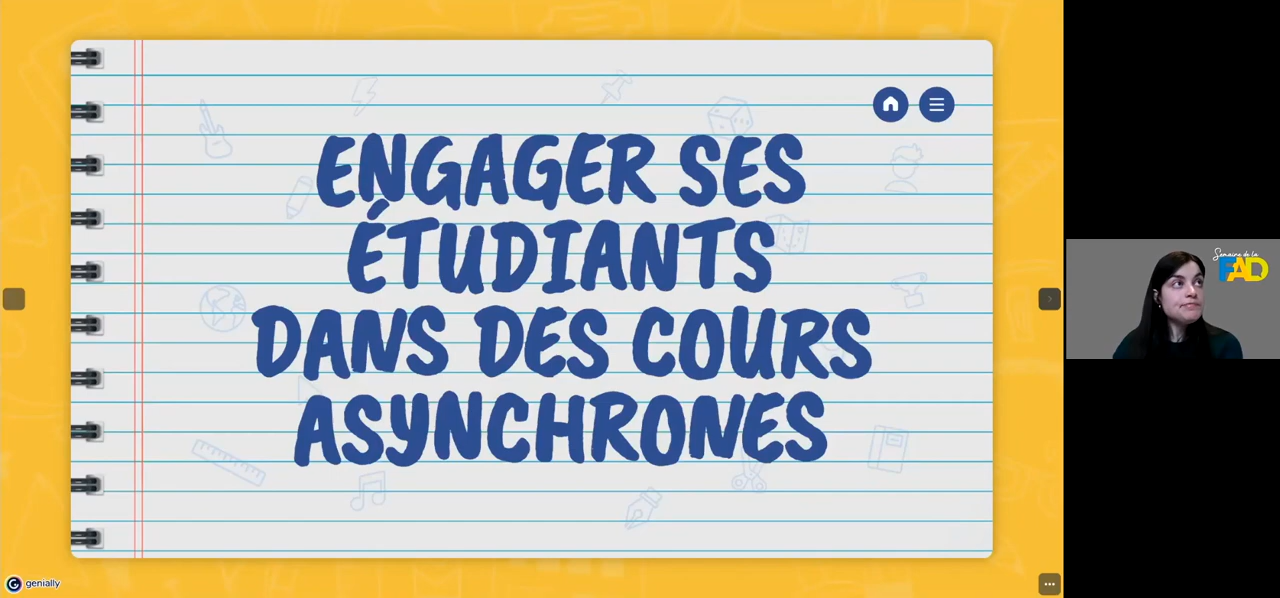 ENGAGER SES
ÉTUDIANTS
DANS DES COURS
ASYNCHRONES
Semaine de la
FAD
genially